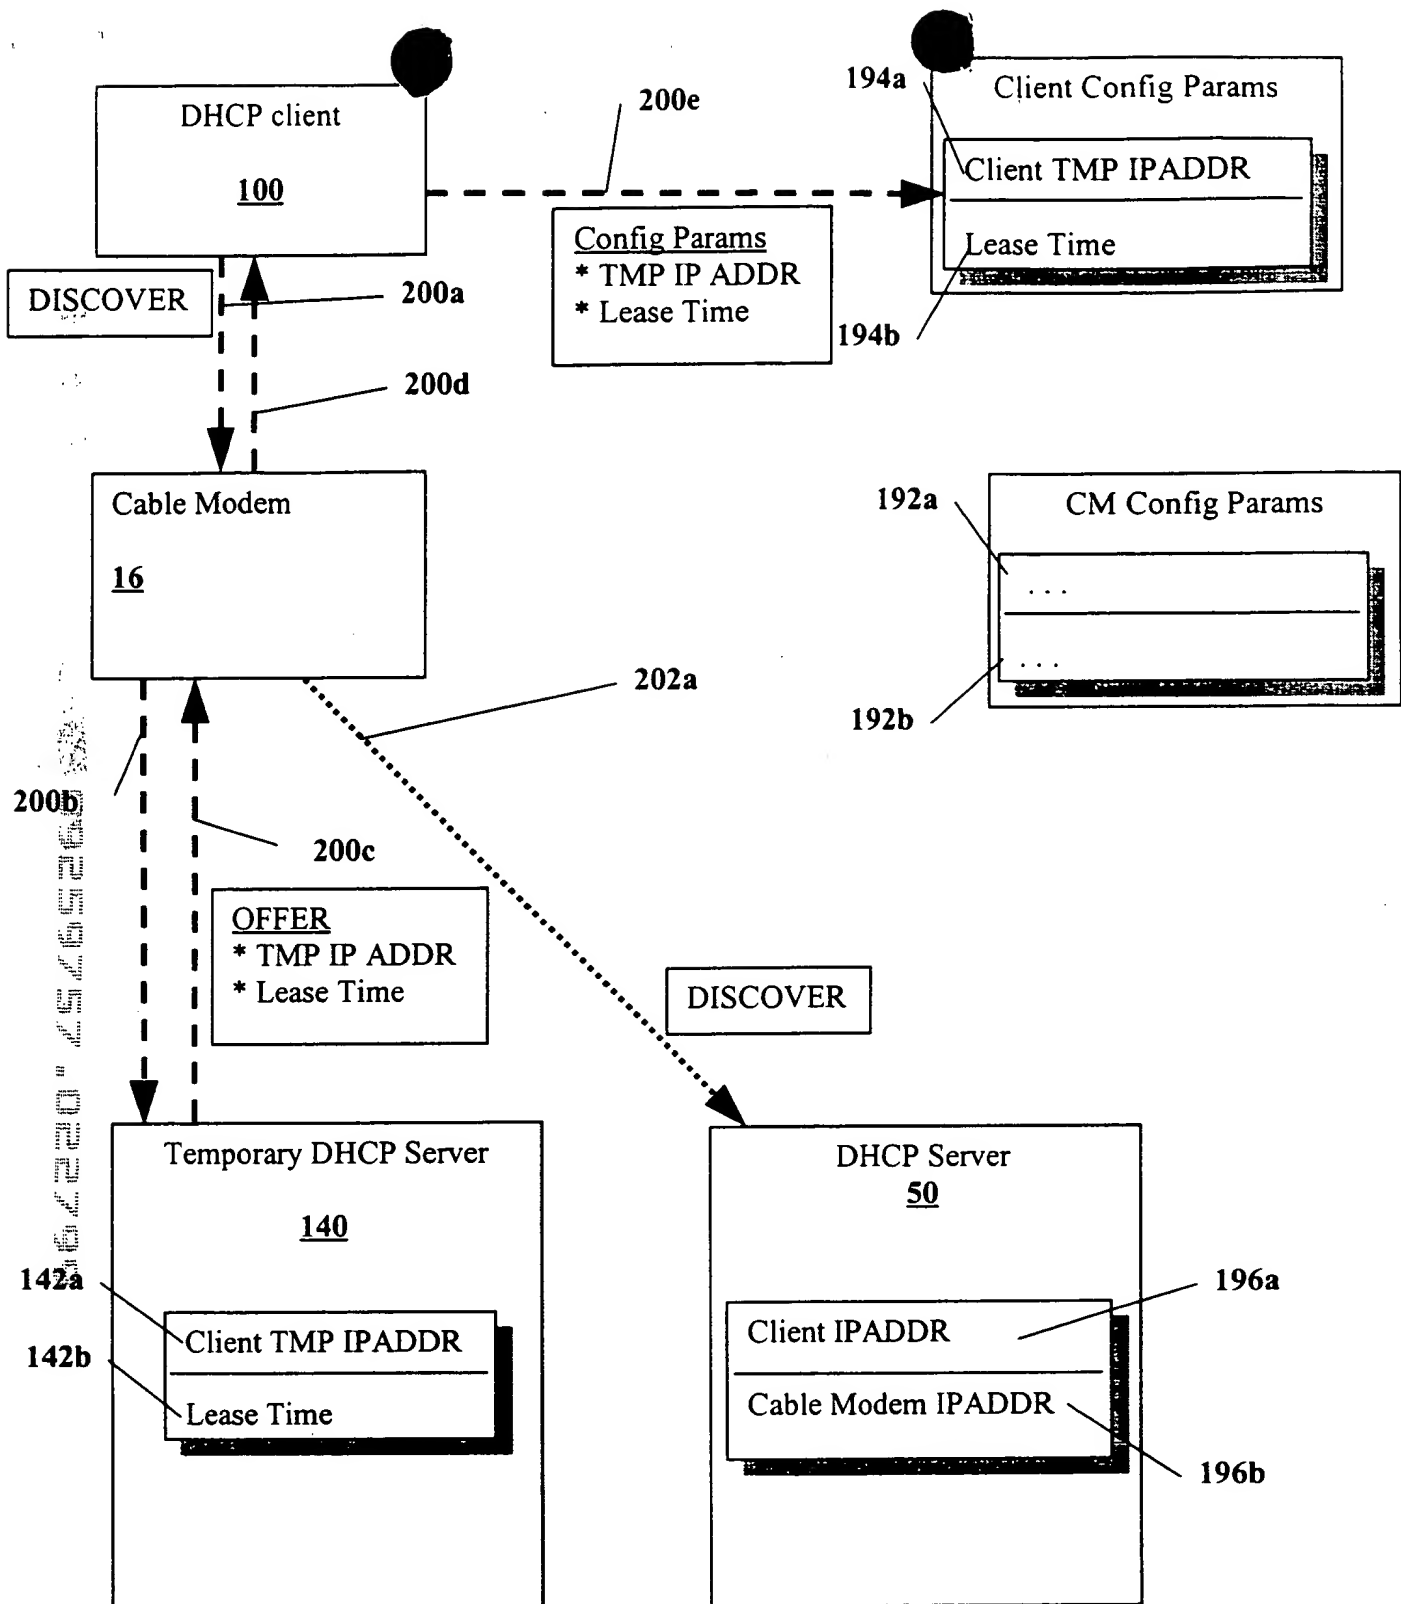 DHCP client
100
200e
194a
Client Config Params
Client TMP IPADDR
Lease Time
194b
Config Params
* TMP IP ADDR
* Lease Time
DISCOVER
200a
200d
Cable Modem
16
192a
CM Config Params
. . .
. . .
192b
202a
200b
200c
OFFER
* TMP IP ADDR
* Lease Time
DISCOVER
Temporary DHCP Server
140
142a
Client TMP IPADDR
142b
Lease Time
DHCP Server
50
196a
Client IPADDR
Cable Modem IPADDR
196b